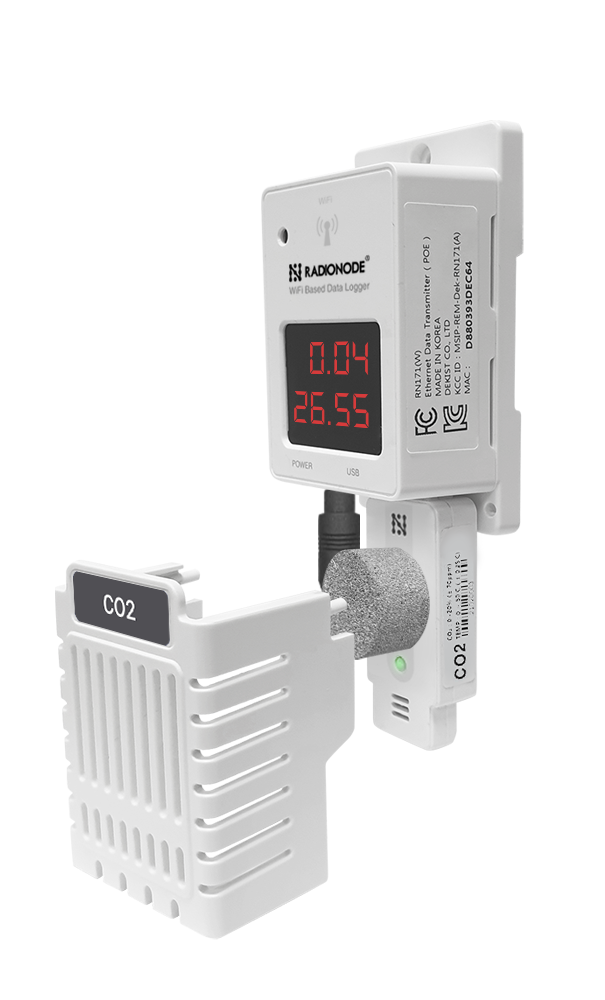 WiFi
RADIONODE®
WiFi Based Data Logger
0.04
26.55
POWER
USB
RN171(W)
Ethernet Data Transmitter ( POE )
MADE IN KOREA
DEKIST CO., LTD
KCC ID : MSIP-REM-Dek-RN171(A)
MAC : D880393DEC64
FC
CO2
CO2